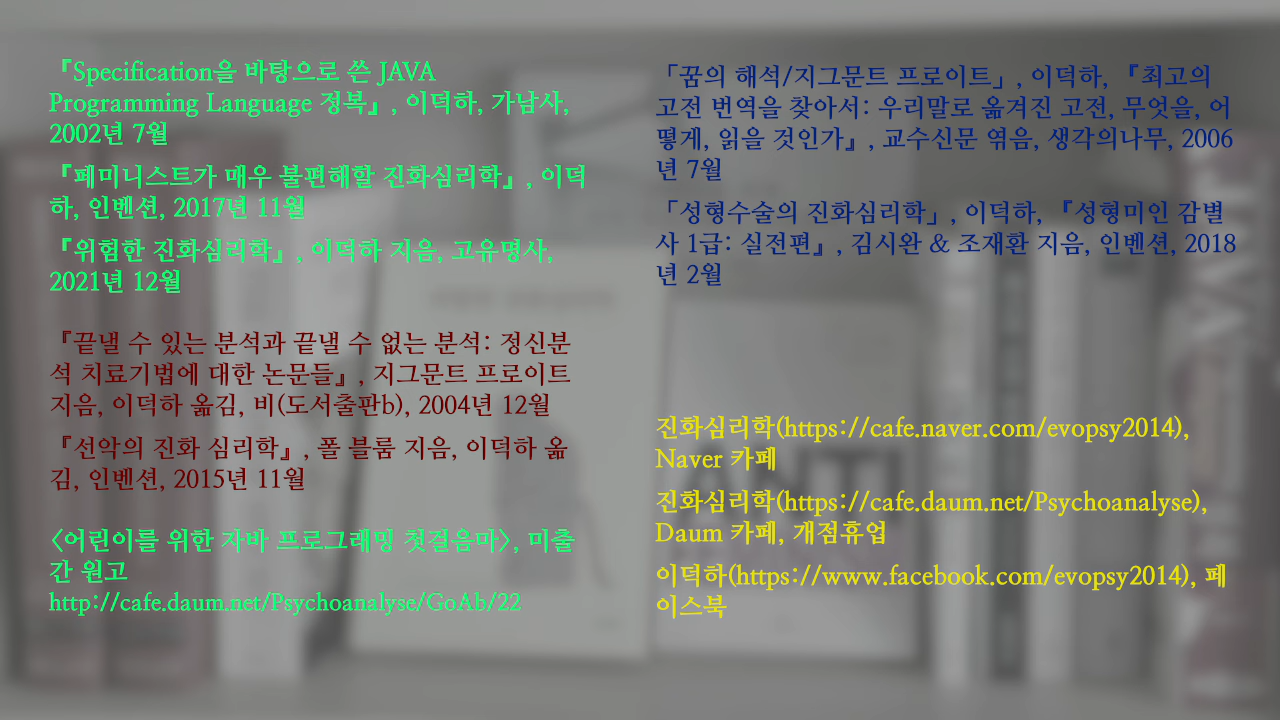 『Specification을 바탕으로 쓴 JAVA
Programming Language 정복』, 이덕하, 가남사,
2002년 7월
『페미니스트가 매우 불편해할 진화심리학』, 이덕
하, 인벤션, 2017년 11월
『위험한 진화심리학』, 이덕하 지음, 고유명사,
2021년 12월
『끝낼 수 있는 분석과 끝낼 수 없는 분석: 정신분
석 치료기법에 대한 논문들』, 지그문트 프로이트
지음, 이덕하 옮김, 비(도서출판b), 2004년 12월
『선악의 진화 심리학』, 폴 블룸 지음, 이덕하 옮
김, 인벤션, 2015년 11월
〈어린이를 위한 자바 프로그래밍 첫걸음마〉, 미출
간 원고
http://cafe.daum.net/Psychoanalyse/GoAb/22
「꿈의 해석/지그문트 프로이트」, 이덕하, 『최고의
고전 번역을 찾아서: 우리말로 옮겨진 고전, 무엇을, 어
떻게, 읽을 것인가』, 교수신문 엮음, 생각의나무, 2006
년 7월
「성형수술의 진화심리학」, 이덕하, 『성형미인 감별
사 1급: 실전편』, 김시완 & 조재환 지음, 인벤션, 2018
년 2월
진화심리학(https://cafe.naver.com/evopsy2014),
Naver 카페
진화심리학(https://cafe.daum.net/Psychoanalyse),
Daum 카페, 개점휴업
이덕하(https://www.facebook.com/evopsy2014), 페
이스북